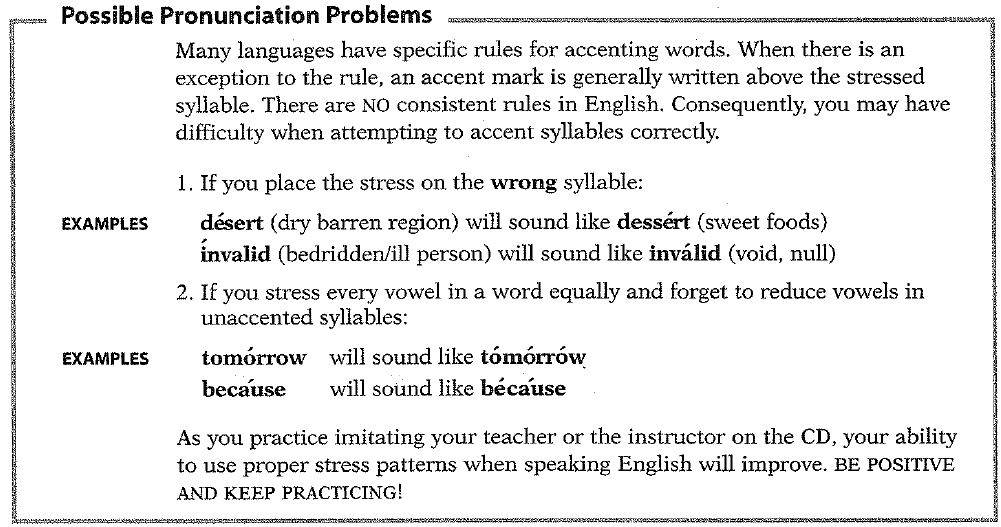 Possible Pronunciation Problems
Many languages have specific rules for accenting words. When there is an
exception to the rule, an accent mark is generally written above the stressed
syllable. There are NO consistent rules in English. Consequently, you may have
difficulty when attempting to accent syllables correctly.
1. If you place the stress on the wrong syllable:
EXAMPLES désert (dry barren region) will sound like dessért (sweet foods)
ínvalid (bedridden/ill person) will sound like inválid (void, null)
2. If you stress every vowel in a word equally and forget to reduce vowels in
unaccented syllables:
EXAMPLES tomórrow will sound like tómórrów
becaúse will sound like bécaúse
As you practice imitating your teacher or the instructor on the CD, your ability
to use proper stress patterns when speaking English will improve. BE POSITIVE
AND KEEP PRACTICING!